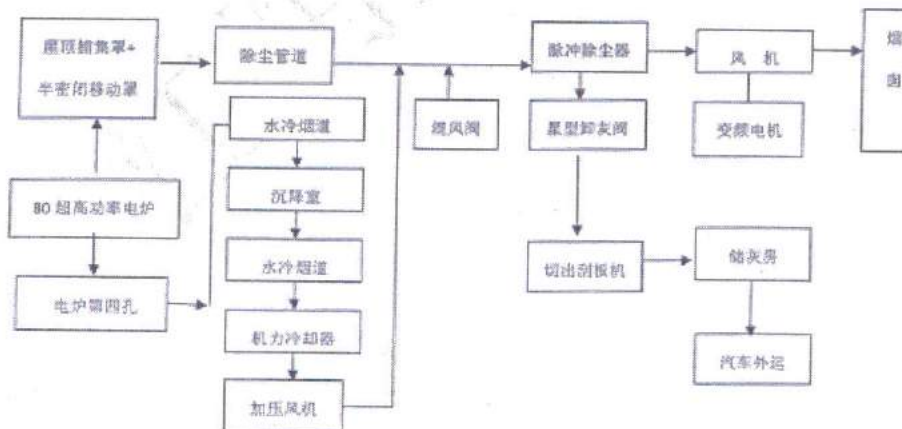 屋顶捕集罩+
半密闭移动罩
除尘管道
脉冲除尘器
风 机
水冷烟道
混风阀
星型卸灰阀
变频电机
80 超高功率电炉
沉降室
水冷烟道
切出刮板机
储灰房
电炉第四孔
机力冷却器
汽车外运
加压风机